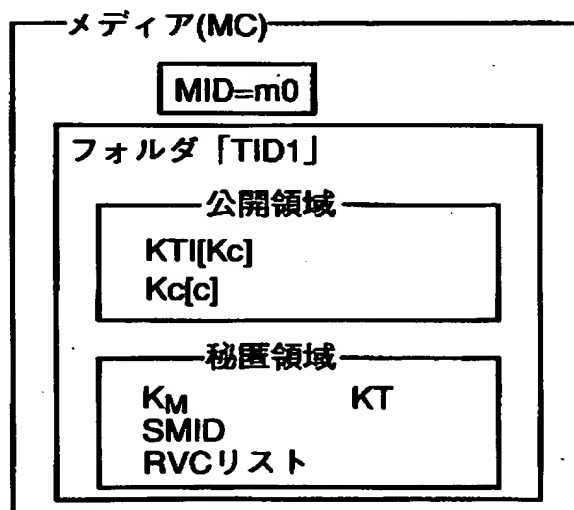 メディア(MC)
MID=m0
フォルダ「TID1」
公開領域
KTI[Kc]
Kc[c]
秘匿領域
KM KT
SMID
RVCリスト